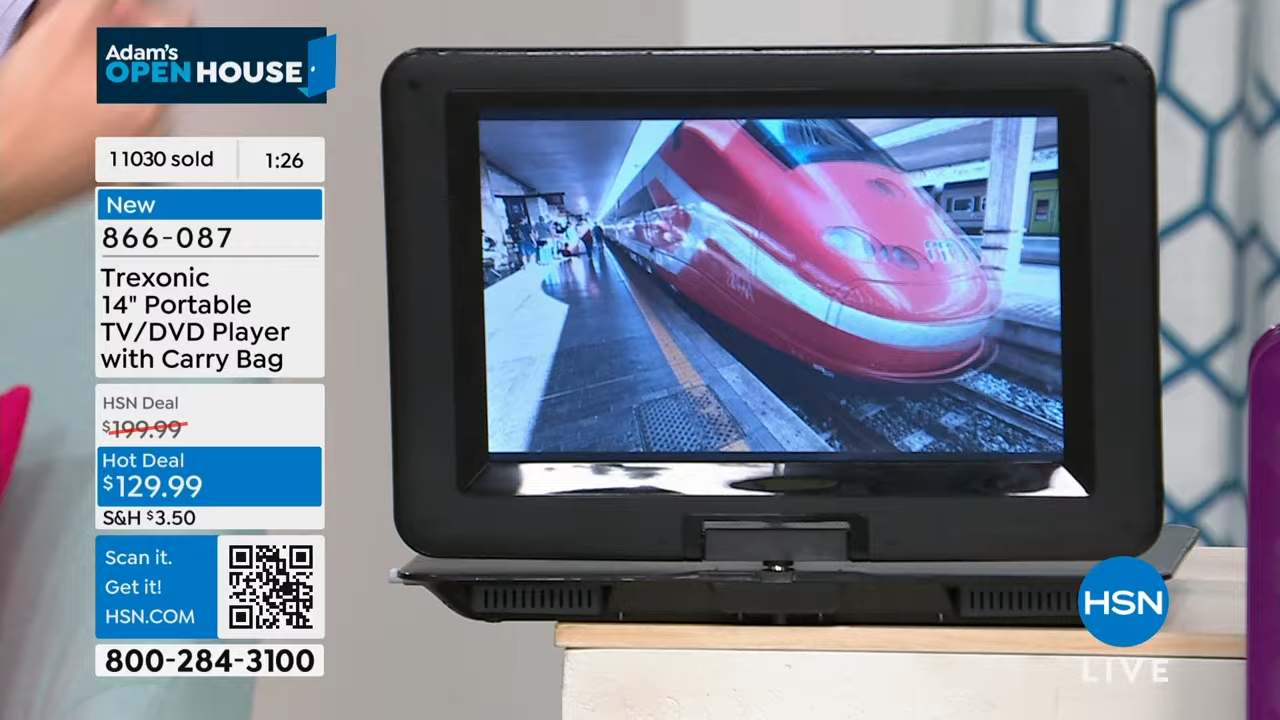 Adam's
OPEN HOUSE
11030 sold
1:26
New
866-087
Trexonic
14" Portable
TV/DVD Player
with Carry Bag
HSN Deal
$199.99
Hot Deal
$129.99
S&H $3.50
Scan it.
Get it!
HSN.COM
800-284-3100
HSN
LIVE